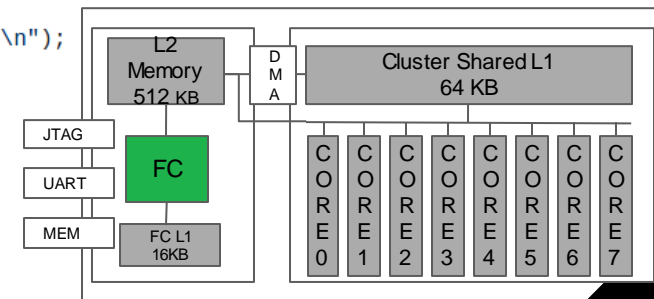 \n");
L2
Memory
512 KB
D
M
A
Cluster Shared L1
64 KB
JTAG
UART
MEM
FC
FC L1
16KB
C
O
R
E
0
C
O
R
E
1
C
O
R
E
2
C
O
R
E
3
C
O
R
E
4
C
O
R
E
5
C
O
R
E
6
C
O
R
E
7